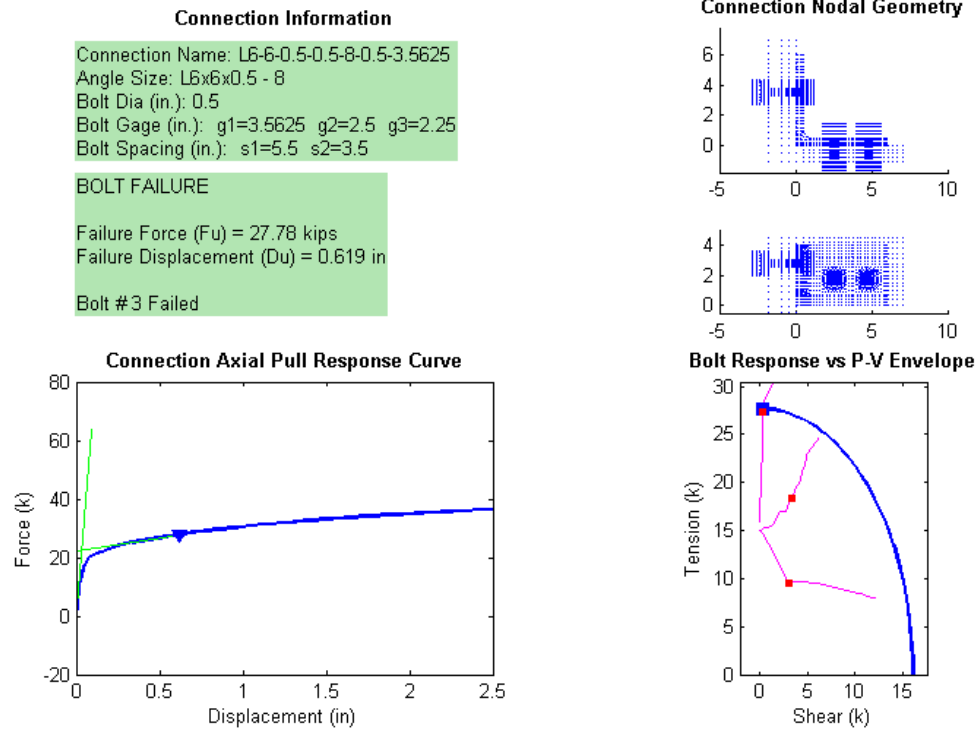 Connection Information
Connection Name: L6-6-0.5-0.5-8-0.5-3.5625
Angle Size: L6x6x0.5 - 8
Bolt Dia (in.): 0.5
Bolt Gage (in.):  g1=3.5625  g2=2.5  g3=2.25
Bolt Spacing (in.):  s1=5.5  s2=3.5
BOLT FAILURE
Failure Force (Fu) = 27.78 kips
Failure Displacement (Du) = 0.619 in
Bolt #3 Failed
Connection Nodal Geometry
6
4
2
0
-5 0 5 10
4
2
0
-5 0 5 10
Connection Axial Pull Response Curve
Force (k)
80
60
40
20
0
-20
0 0.5 1 1.5 2 2.5
Displacement (in)
Bolt Response vs P-V Envelope
Tension (k)
30
25
20
15
10
5
0
0 5 10 15
Shear (k)